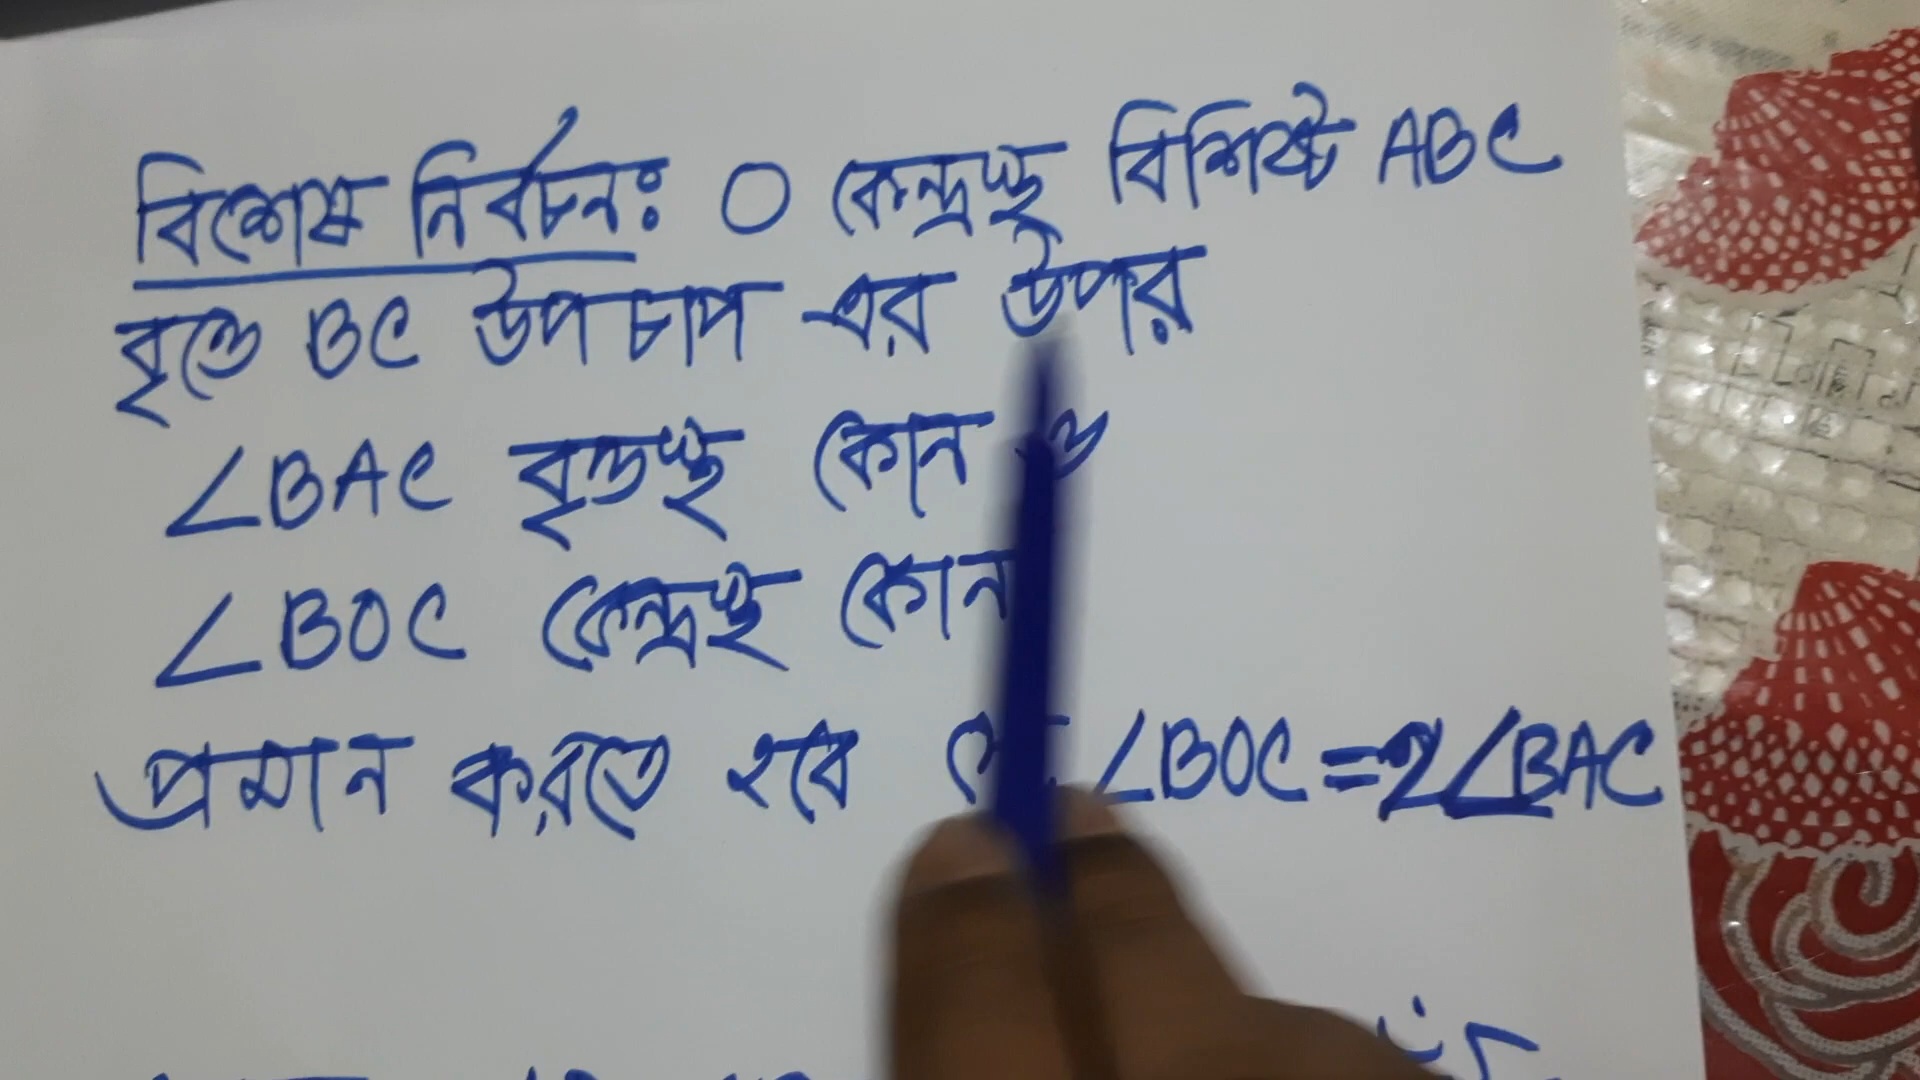 বিশেষ নির্বচনঃ O কেন্দ্রস্থ বিশিষ্ট ABC
বৃত্তে BC উপচাপ এর উপর
∠BAC বৃত্তস্থ কোন ও
∠BOC কেন্দ্রস্থ কোন
প্রমান করতে হবে ∠BOC=2∠BAC